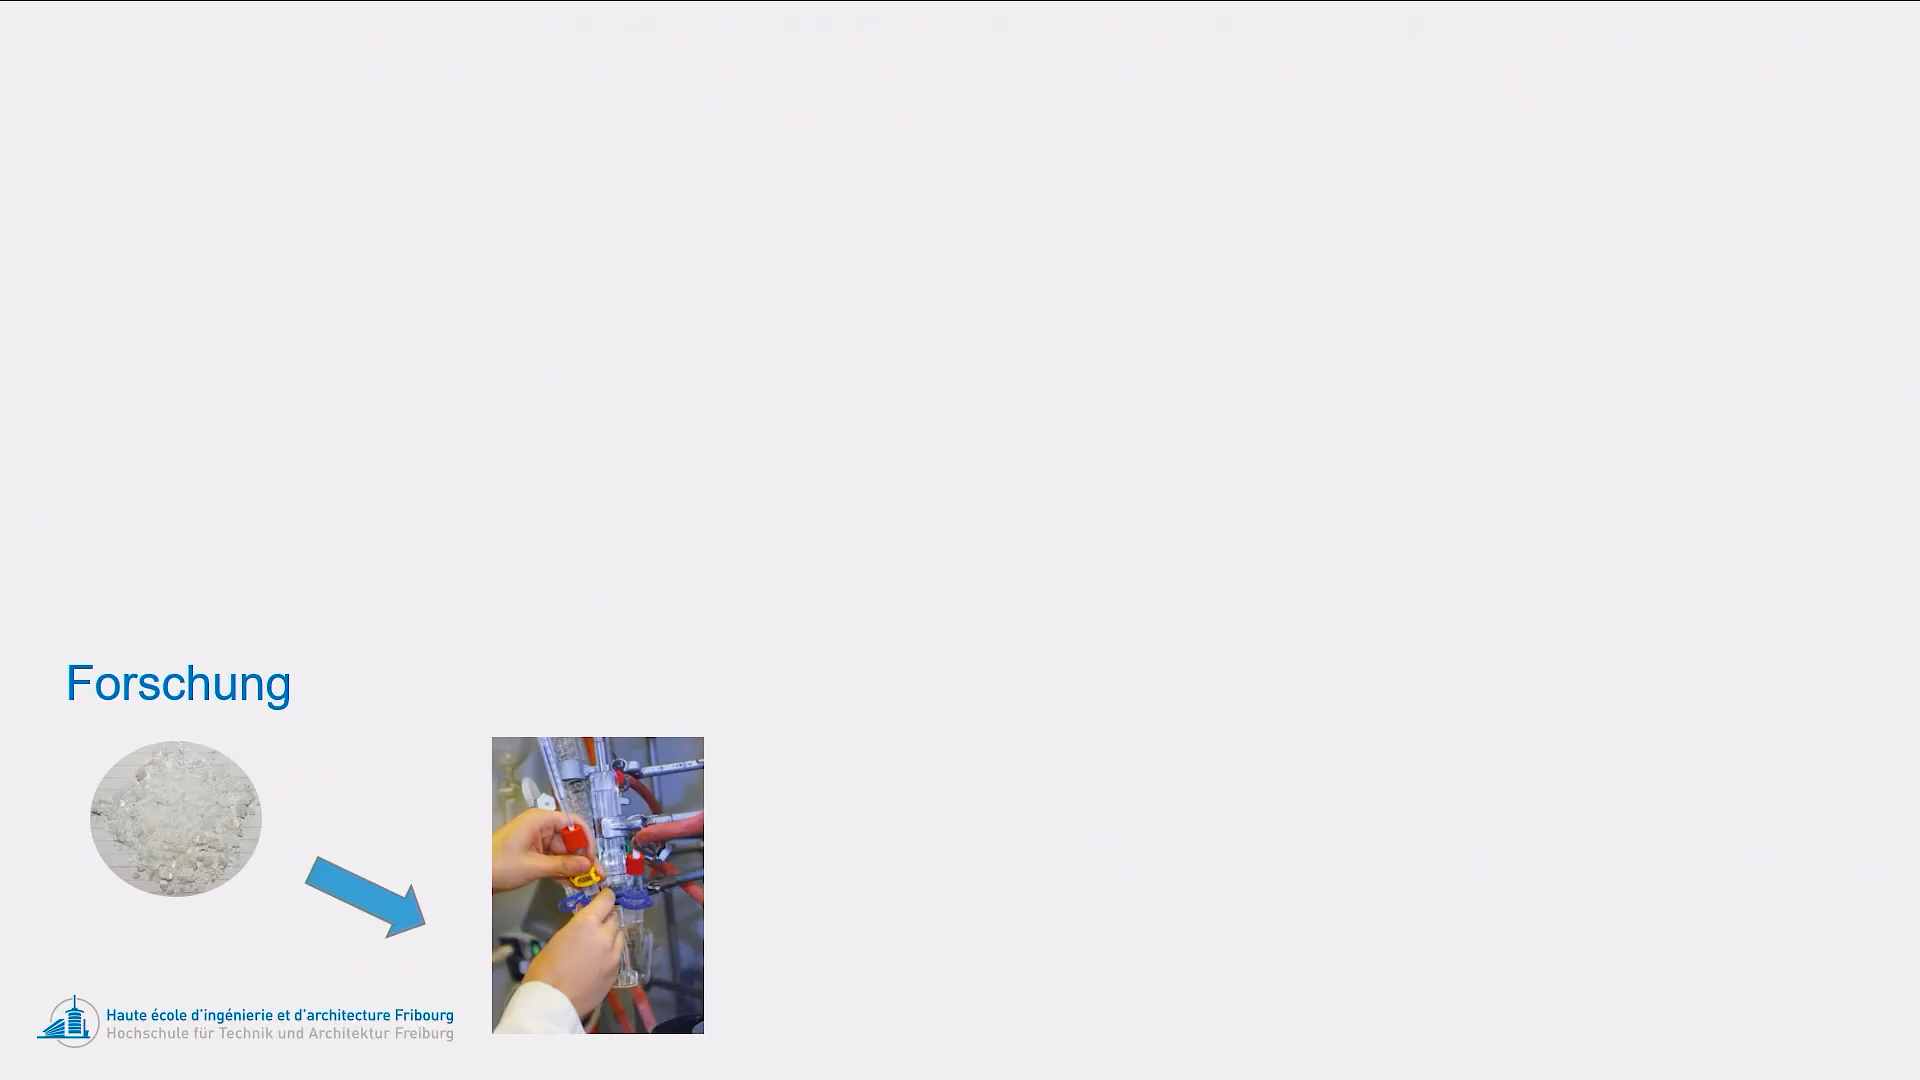 Forschung
Haute école d'ingénierie et d'architecture Fribourg
Hochschule für Technik und Architektur Freiburg